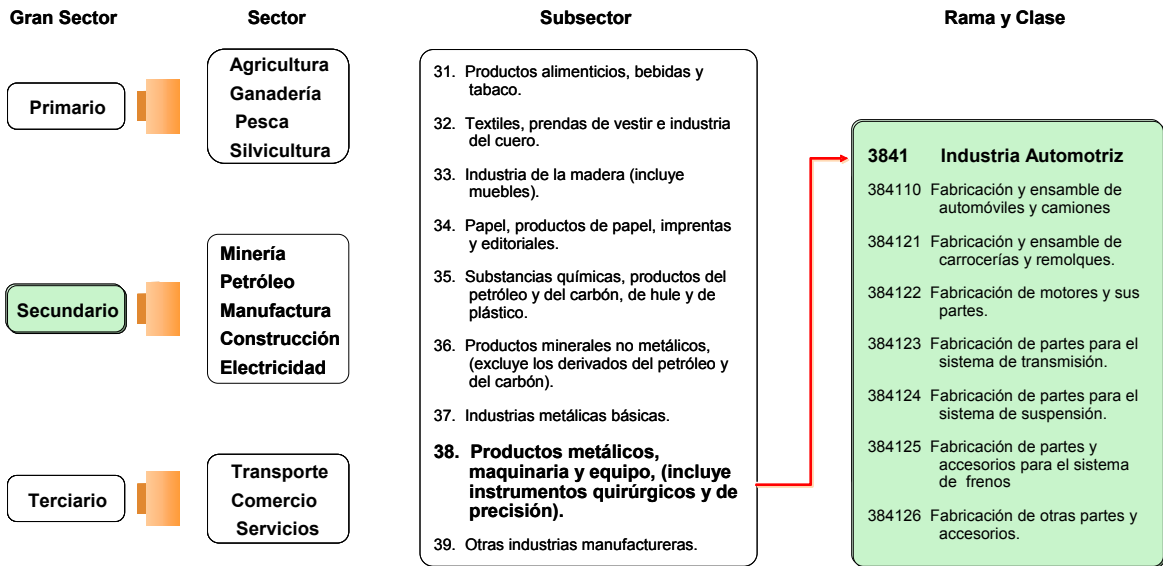 Gran Sector
Sector
Subsector
Rama y Clase
Primario
Agricultura
Ganadería
Pesca
Silvicultura
Secundario
Minería
Petróleo
Manufactura
Construcción
Electricidad
Terciario
Transporte
Comercio
Servicios
31. Productos alimenticios, bebidas y
tabaco.
32. Textiles, prendas de vestir e industria
del cuero.
33. Industria de la madera (incluye
muebles).
34. Papel, productos de papel, imprentas
y editoriales.
35. Substancias químicas, productos del
petróleo y del carbón, de hule y de
plástico.
36. Productos minerales no metálicos,
(excluye los derivados del petróleo y
del carbón).
37. Industrias metálicas básicas.
38. Productos metálicos,
maquinaria y equipo, (incluye
instrumentos quirúrgicos y de
precisión).
39. Otras industrias manufactureras.
3841 Industria Automotriz
384110 Fabricación y ensamble de
automóviles y camiones
384121 Fabricación y ensamble de
carrocerías y remolques.
384122 Fabricación de motores y sus
partes.
384123 Fabricación de partes para el
sistema de transmisión.
384124 Fabricación de partes para el
sistema de suspensión.
384125 Fabricación de partes y
accesorios para el sistema
de frenos
384126 Fabricación de otras partes y
accesorios.